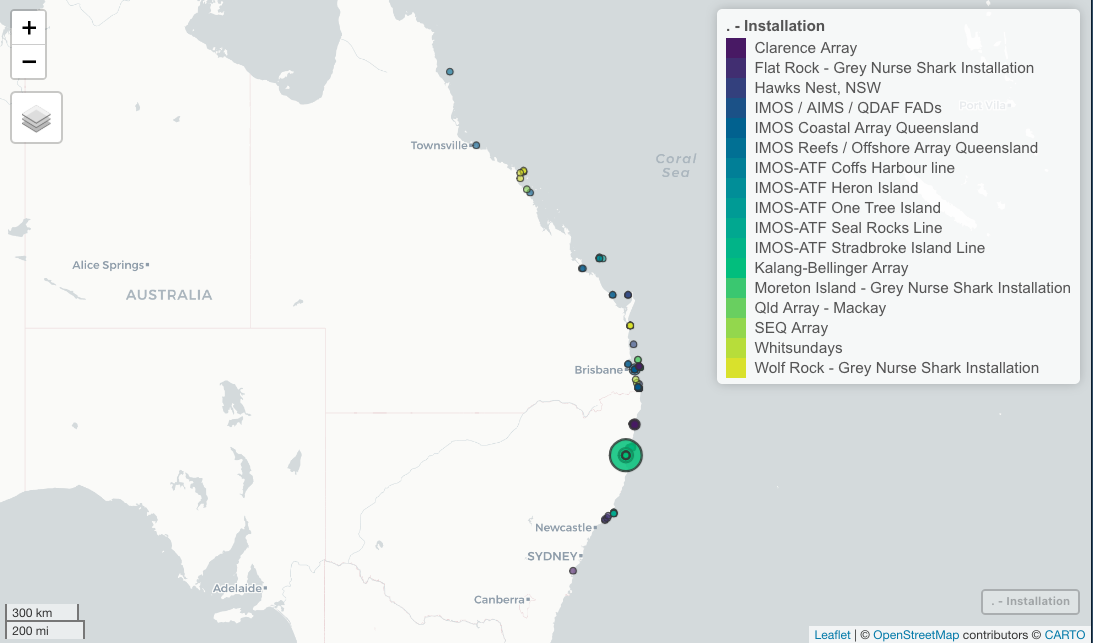 +
−
. - Installation
Clarence Array
Flat Rock - Grey Nurse Shark Installation
Hawks Nest, NSW
IMOS / AIMS / QDAF FADs
IMOS Coastal Array Queensland
IMOS Reefs / Offshore Array Queensland
IMOS-ATF Coffs Harbour line
IMOS-ATF Heron Island
IMOS-ATF One Tree Island
IMOS-ATF Seal Rocks Line
IMOS-ATF Stradbroke Island Line
Kalang-Bellinger Array
Moreton Island - Grey Nurse Shark Installation
Qld Array - Mackay
SEQ Array
Whitsundays
Wolf Rock - Grey Nurse Shark Installation
Port Vila
Townsville
Coral
Sea
Alice Springs
AUSTRALIA
Brisbane
Newcastle
SYDNEY
Adelaide
Canberra
. - Installation
300 km
200 mi
Leaflet | © OpenStreetMap contributors © CARTO